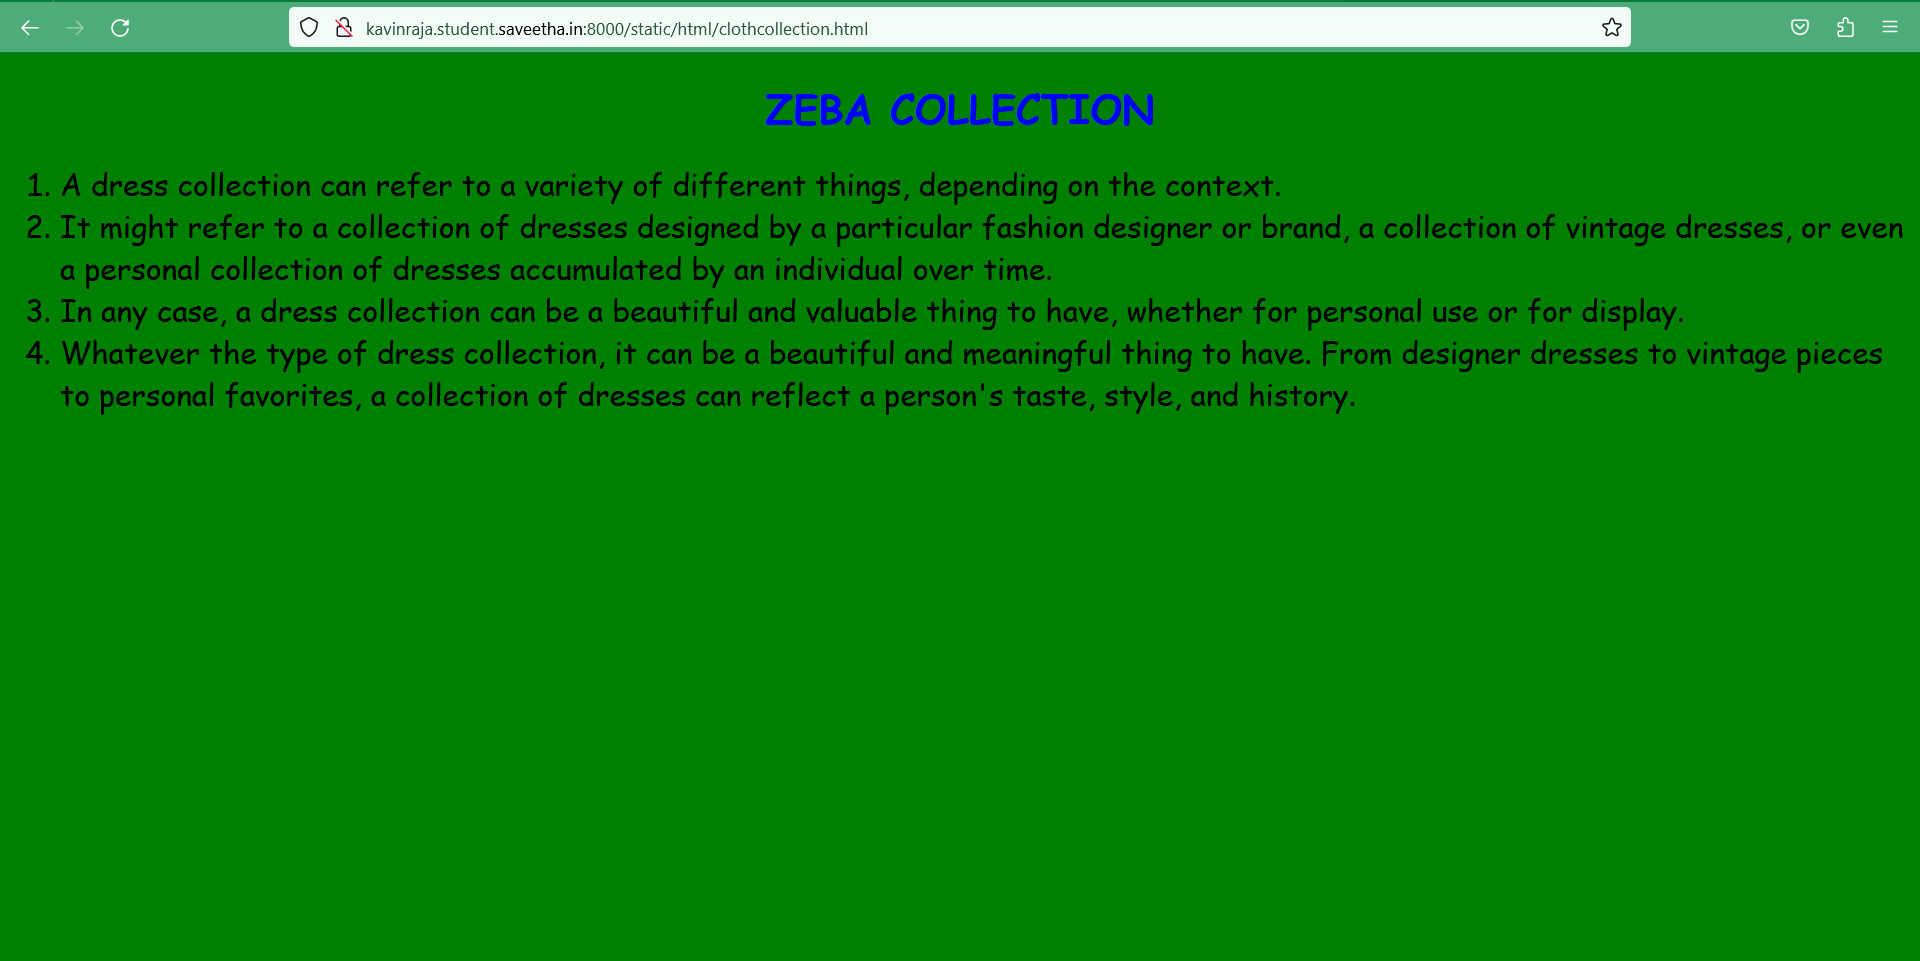 kavinraja.student.saveetha.in:8000/static/html/clothcollection.html
ZEBA COLLECTION
1. A dress collection can refer to a variety of different things, depending on the context.
2. It might refer to a collection of dresses designed by a particular fashion designer or brand, a collection of vintage dresses, or even
a personal collection of dresses accumulated by an individual over time.
3. In any case, a dress collection can be a beautiful and valuable thing to have, whether for personal use or for display.
4. Whatever the type of dress collection, it can be a beautiful and meaningful thing to have. From designer dresses to vintage pieces
to personal favorites, a collection of dresses can reflect a person's taste, style, and history.